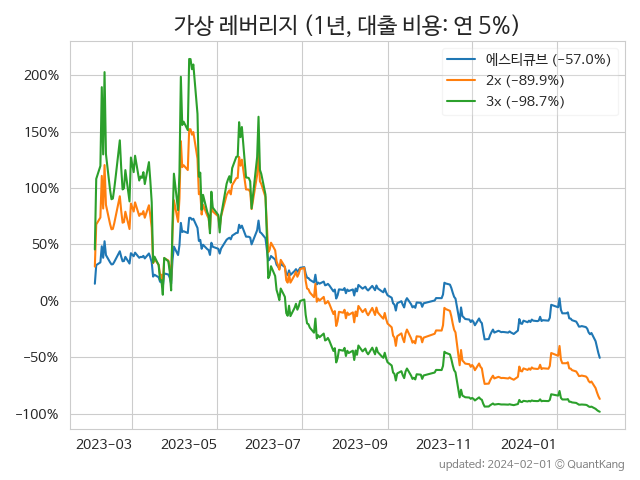 가상 레버리지 (1년, 대출 비용: 연 5%)
에스티큐브 (−57.0%)
2x (−89.9%)
3x (−98.7%)
200%
150%
100%
50%
0%
−50%
−100%
2023-03 2023-05 2023-07 2023-09 2023-11 2024-01
updated: 2024-02-01 © QuantKang